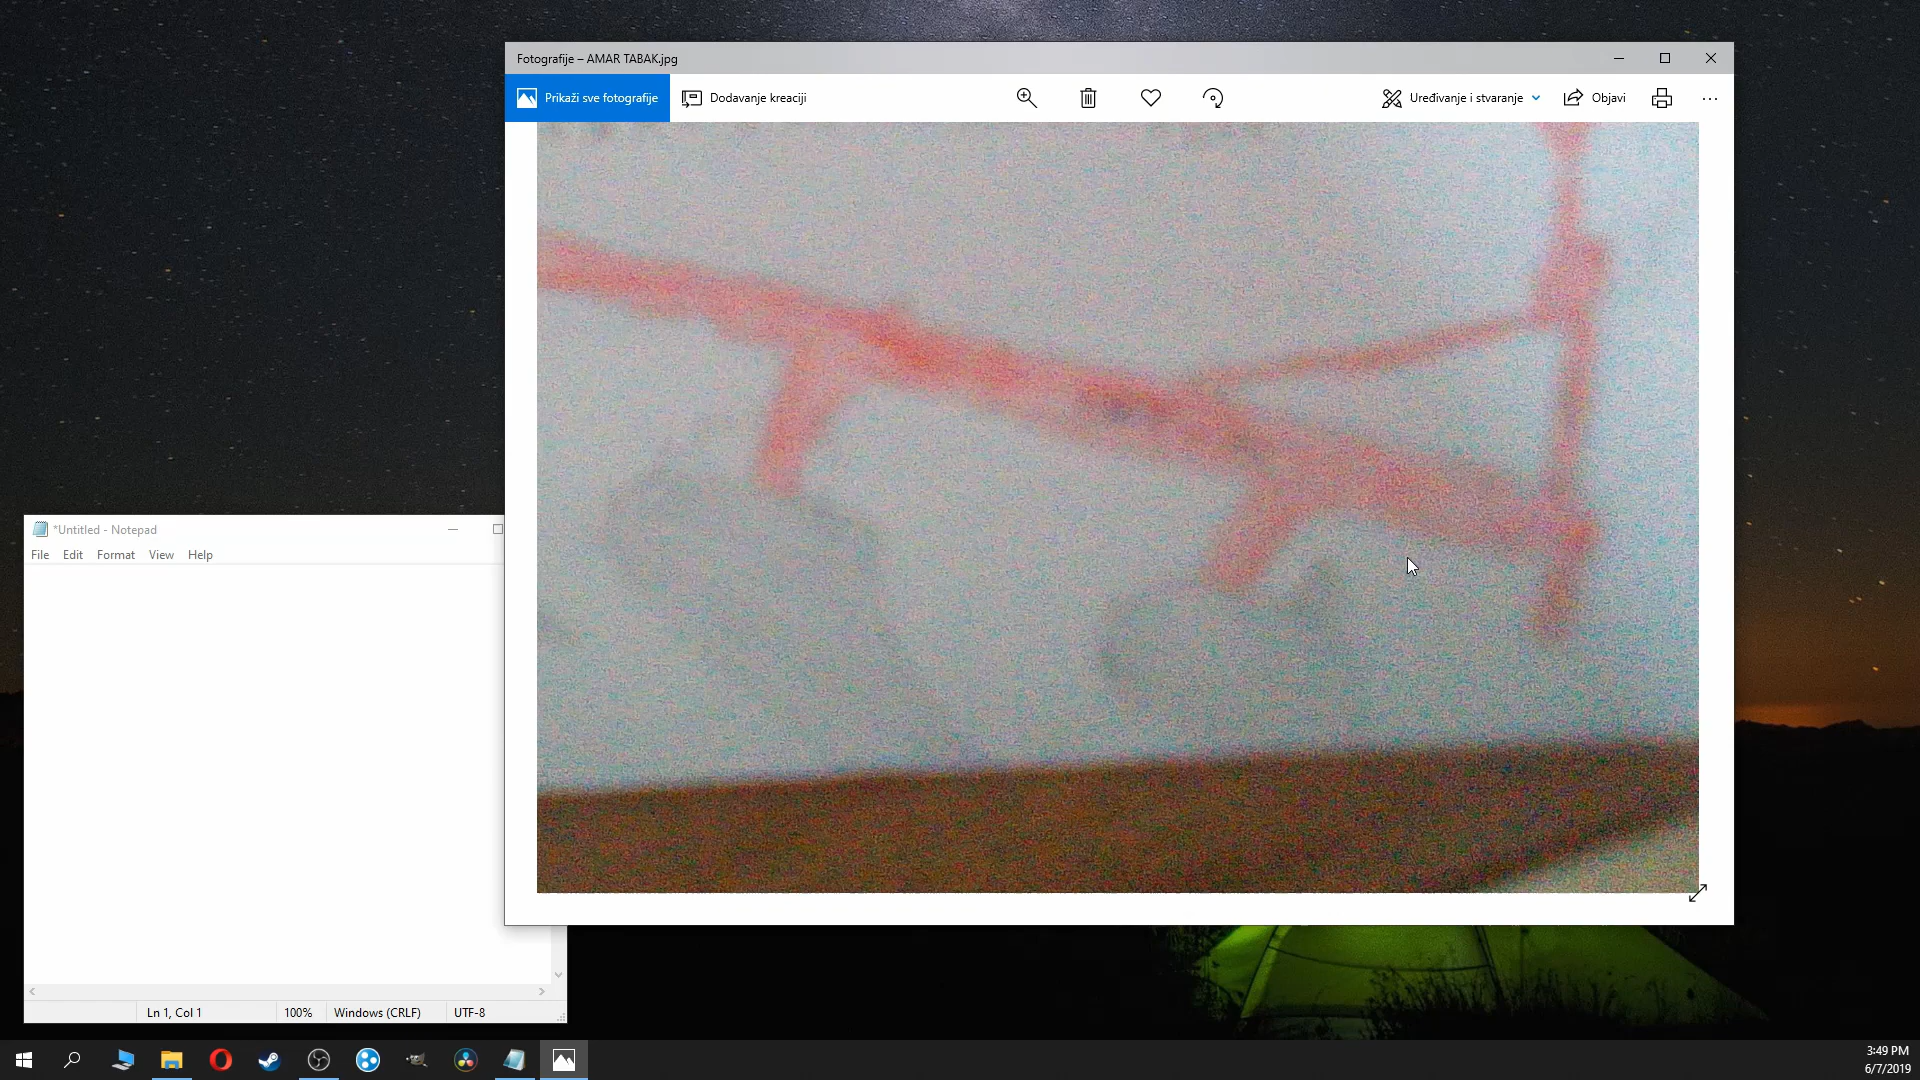 Fotografije – AMAR TABAK.jpg
Prikaži sve fotografije
Dodavanje kreaciji
Uređivanje i stvaranje
Objavi
*Untitled - Notepad
File Edit Format View Help
Ln 1, Col 1 100% Windows (CRLF) UTF-8
3:49 PM
6/7/2019